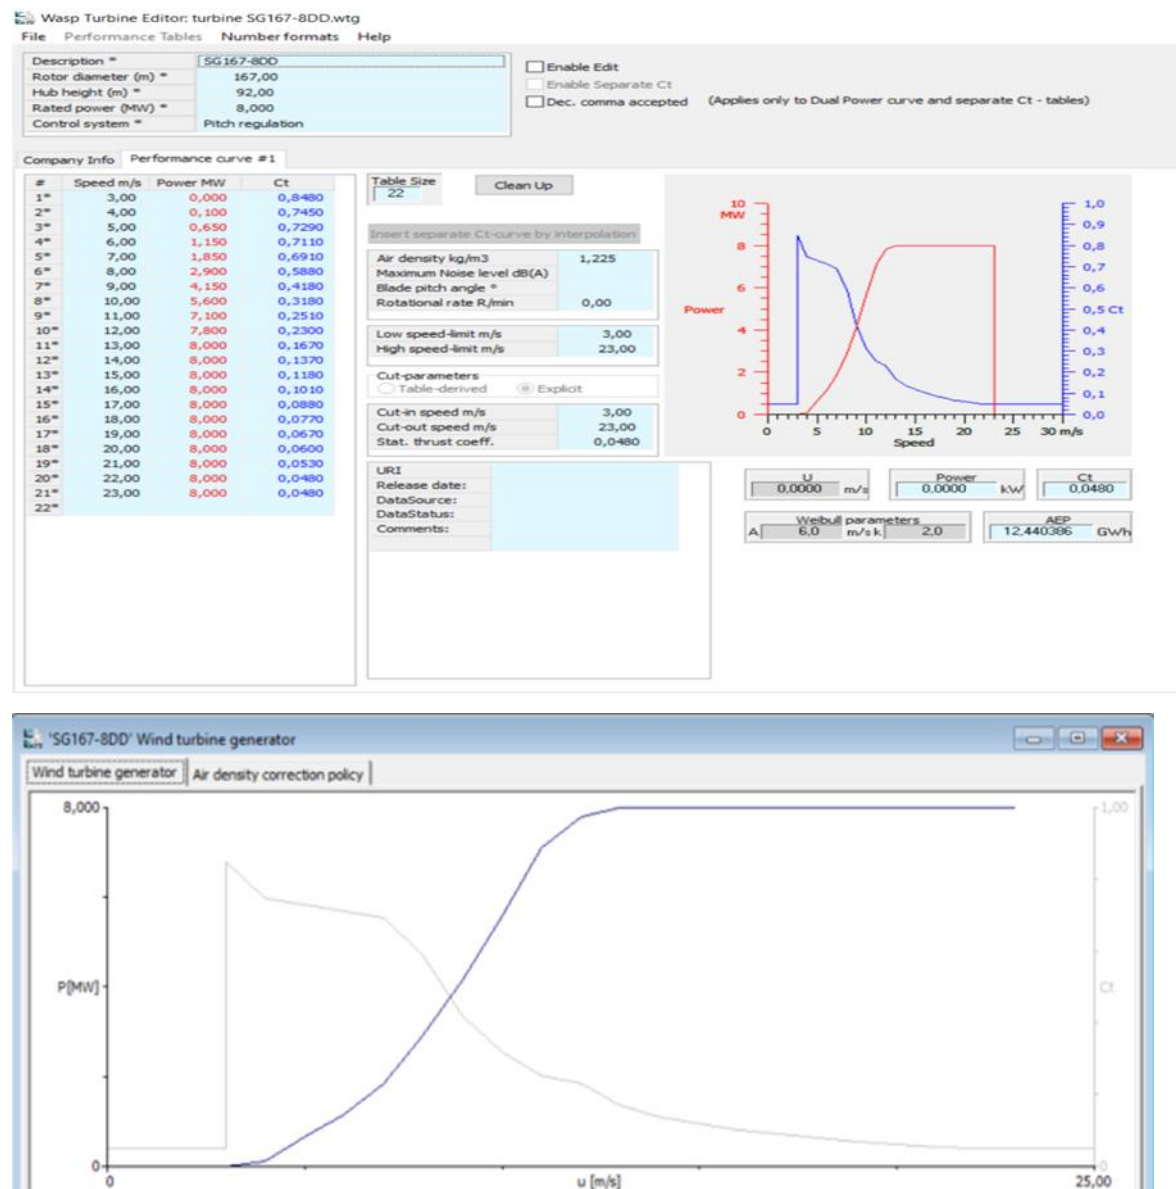 Wasp Turbine Editor: turbine SG167-8DD.wtg
File Performance Tables Number formats Help
Description * SG167-8DD
Rotor diameter (m) * 167,00
Hub height (m) * 92,00
Rated power (MW) * 8,000
Control system * Pitch regulation
Enable Edit
Enable Separate Ct
Dec. comma accepted (Applies only to Dual Power curve and separate Ct - tables)
Company Info Performance curve #1
# Speed m/s Power MW Ct
1* 3,00 0,000 0,8480
2* 4,00 0,100 0,7450
3* 5,00 0,650 0,7290
4* 6,00 1,150 0,7110
5* 7,00 1,850 0,6910
6* 8,00 2,900 0,5880
7* 9,00 4,150 0,4180
8* 10,00 5,600 0,3180
9* 11,00 7,100 0,2510
10* 12,00 7,800 0,2300
11* 13,00 8,000 0,1670
12* 14,00 8,000 0,1370
13* 15,00 8,000 0,1180
14* 16,00 8,000 0,1010
15* 17,00 8,000 0,0880
16* 18,00 8,000 0,0770
17* 19,00 8,000 0,0670
18* 20,00 8,000 0,0600
19* 21,00 8,000 0,0530
20* 22,00 8,000 0,0480
21* 23,00 8,000 0,0480
22*
Table Size
22
Clean Up
Insert separate Ct-curve by interpolation
Air density kg/m3 1,225
Maximum Noise level dB(A)
Blade pitch angle °
Rotational rate R/min 0,00
Low speed-limit m/s 3,00
High speed-limit m/s 23,00
Cut-parameters
Table-derived Explicit
Cut-in speed m/s 3,00
Cut-out speed m/s 23,00
Stat. thrust coeff. 0,0480
URI
Release date:
DataSource:
DataStatus:
Comments:
10
MW
8
6
Power
4
2
0
1,0
0,9
0,8
0,7
0,6
0,5 Ct
0,4
0,3
0,2
0,1
0,0
0 5 10 15 20 25 30 m/s
Speed
U
0,0000 m/s
Power
0,0000 kW
Ct
0,0480
Weibull parameters
A 6,0 m/s k 2,0
AEP
12,440386 GWh
'SG167-8DD' Wind turbine generator
Wind turbine generator Air density correction policy
8,000
1,00
P[MW]
Ct
0
0
0 u [m/s] 25,00